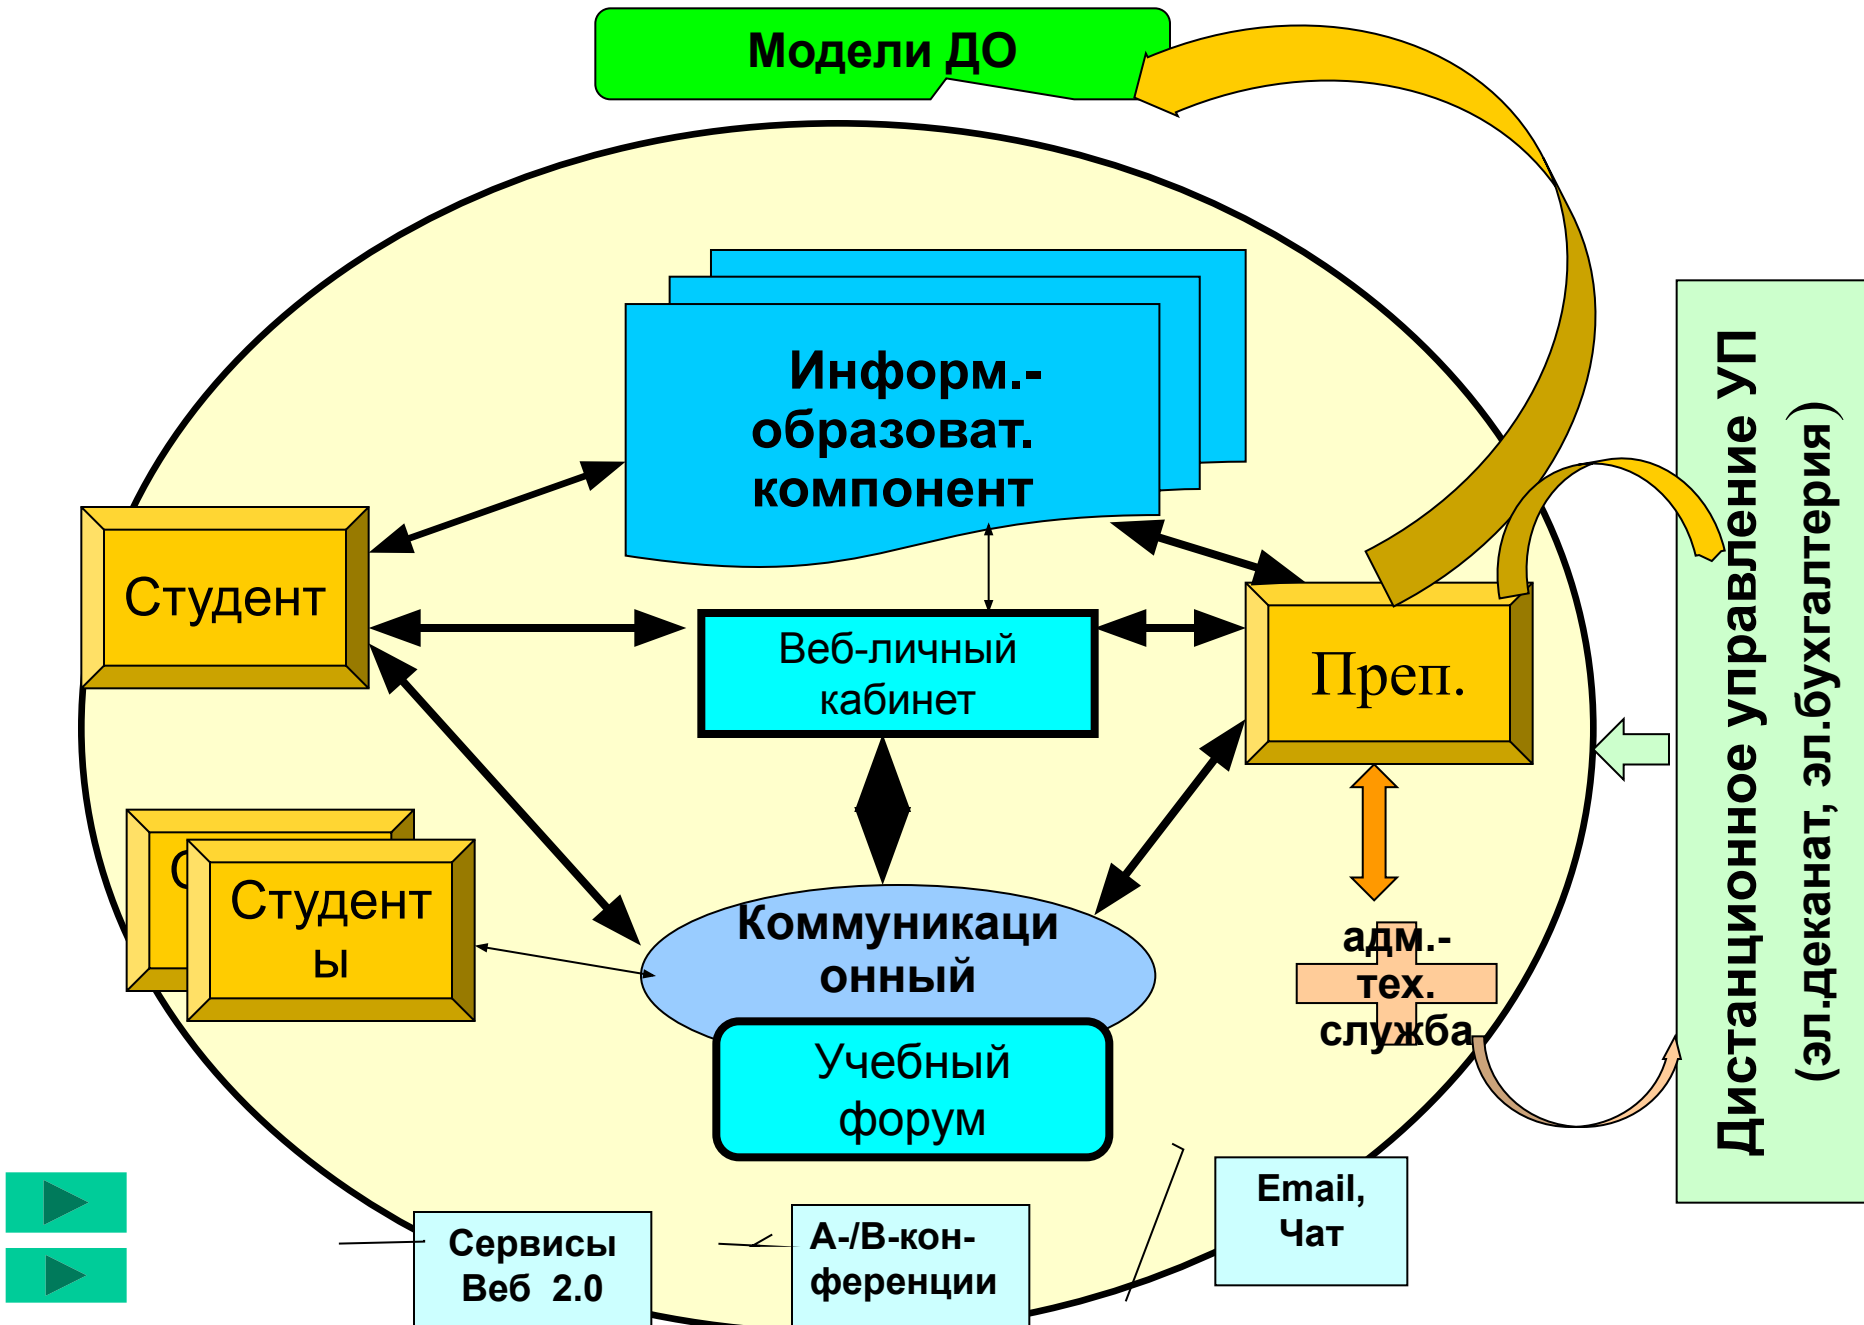 Модели ДО
Информ.-
образоват.
компонент
Студент
Веб-личный
кабинет
Преп.
Дистанционное управление УП
(эл.деканат, эл.бухгалтерия)
С
Студент
ы
Коммуникаци
онный
Учебный
форум
адм.-
тех.
служба
Сервисы
Веб 2.0
А-/В-кон-
ференции
Email,
Чат